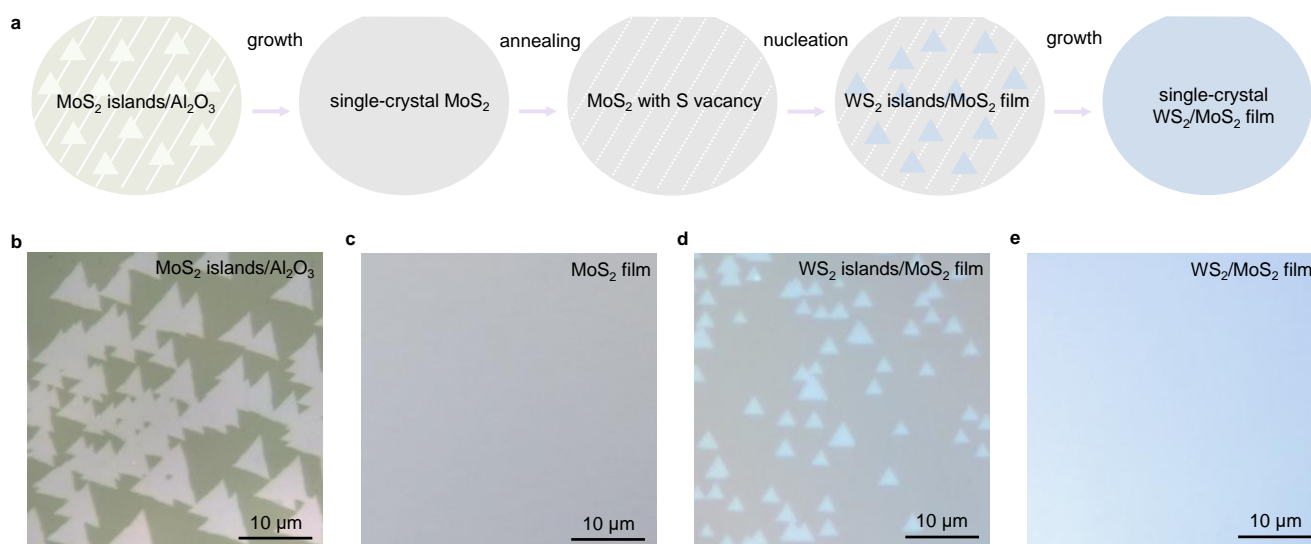 a
growth
annealing
nucleation
growth
MoS₂ islands/Al₂O₃
single-crystal MoS₂
MoS₂ with S vacancy
WS₂ islands/MoS₂ film
single-crystal
WS₂/MoS₂ film
b
MoS₂ islands/Al₂O₃
10 μm
c
MoS₂ film
10 μm
d
WS₂ islands/MoS₂ film
10 μm
e
WS₂/MoS₂ film
10 μm